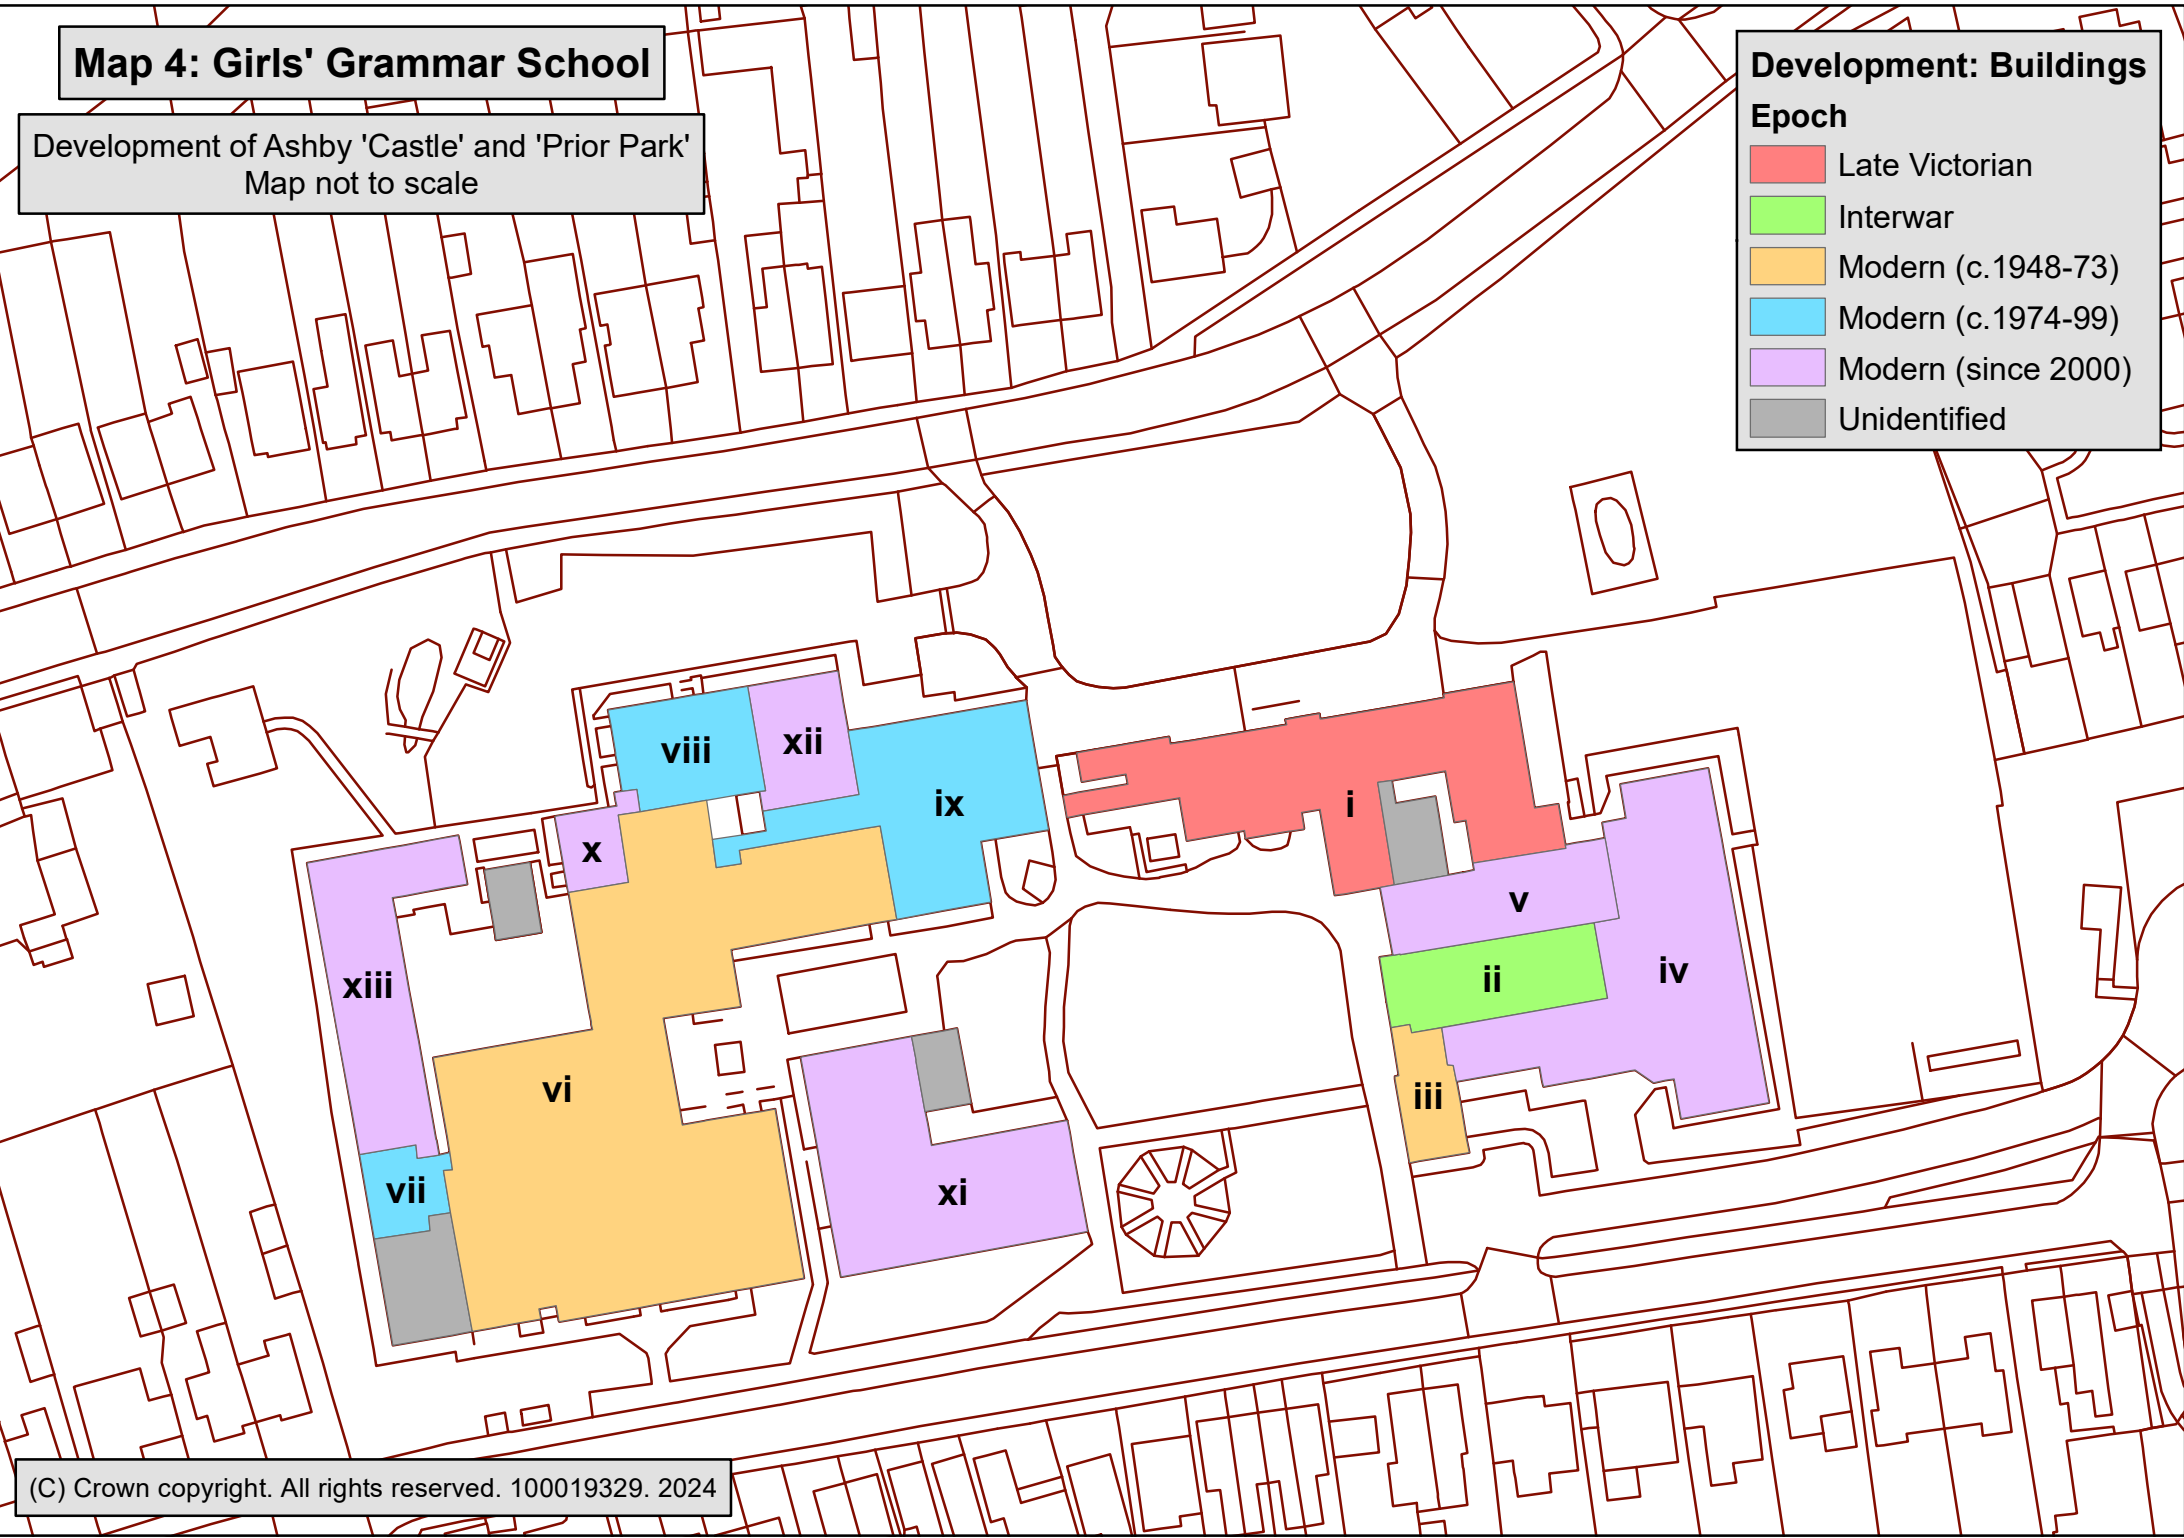 Map 4: Girls' Grammar School
Development of Ashby 'Castle' and 'Prior Park'
Map not to scale
Development: Buildings
Epoch
Late Victorian
Interwar
Modern (c.1948-73)
Modern (c.1974-99)
Modern (since 2000)
Unidentified
viii
xii
ix
i
x
v
xiii
ii
iv
vi
iii
vii
xi
(C) Crown copyright. All rights reserved. 100019329. 2024